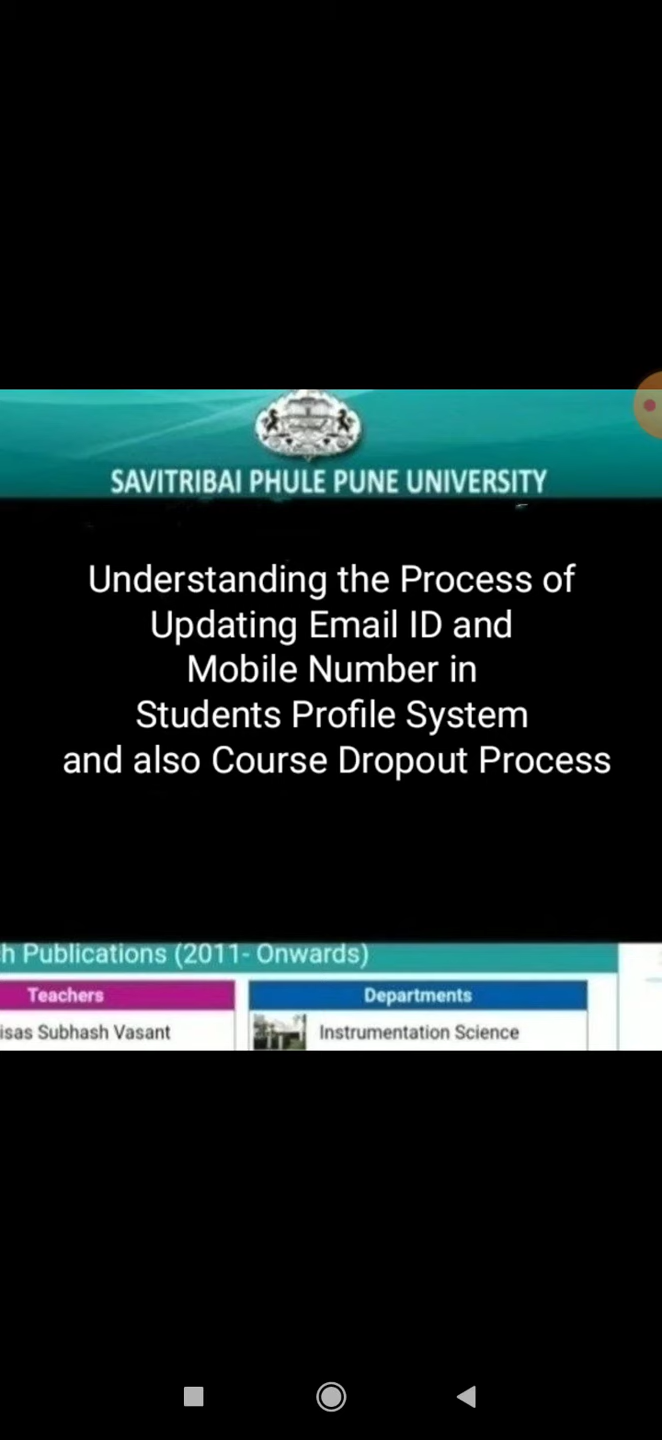 SAVITRIBAI PHULE PUNE UNIVERSITY
Understanding the Process of
Updating Email ID and
Mobile Number in
Students Profile System
and also Course Dropout Process
h Publications (2011- Onwards)
Teachers
Departments
isas Subhash Vasant
Instrumentation Science